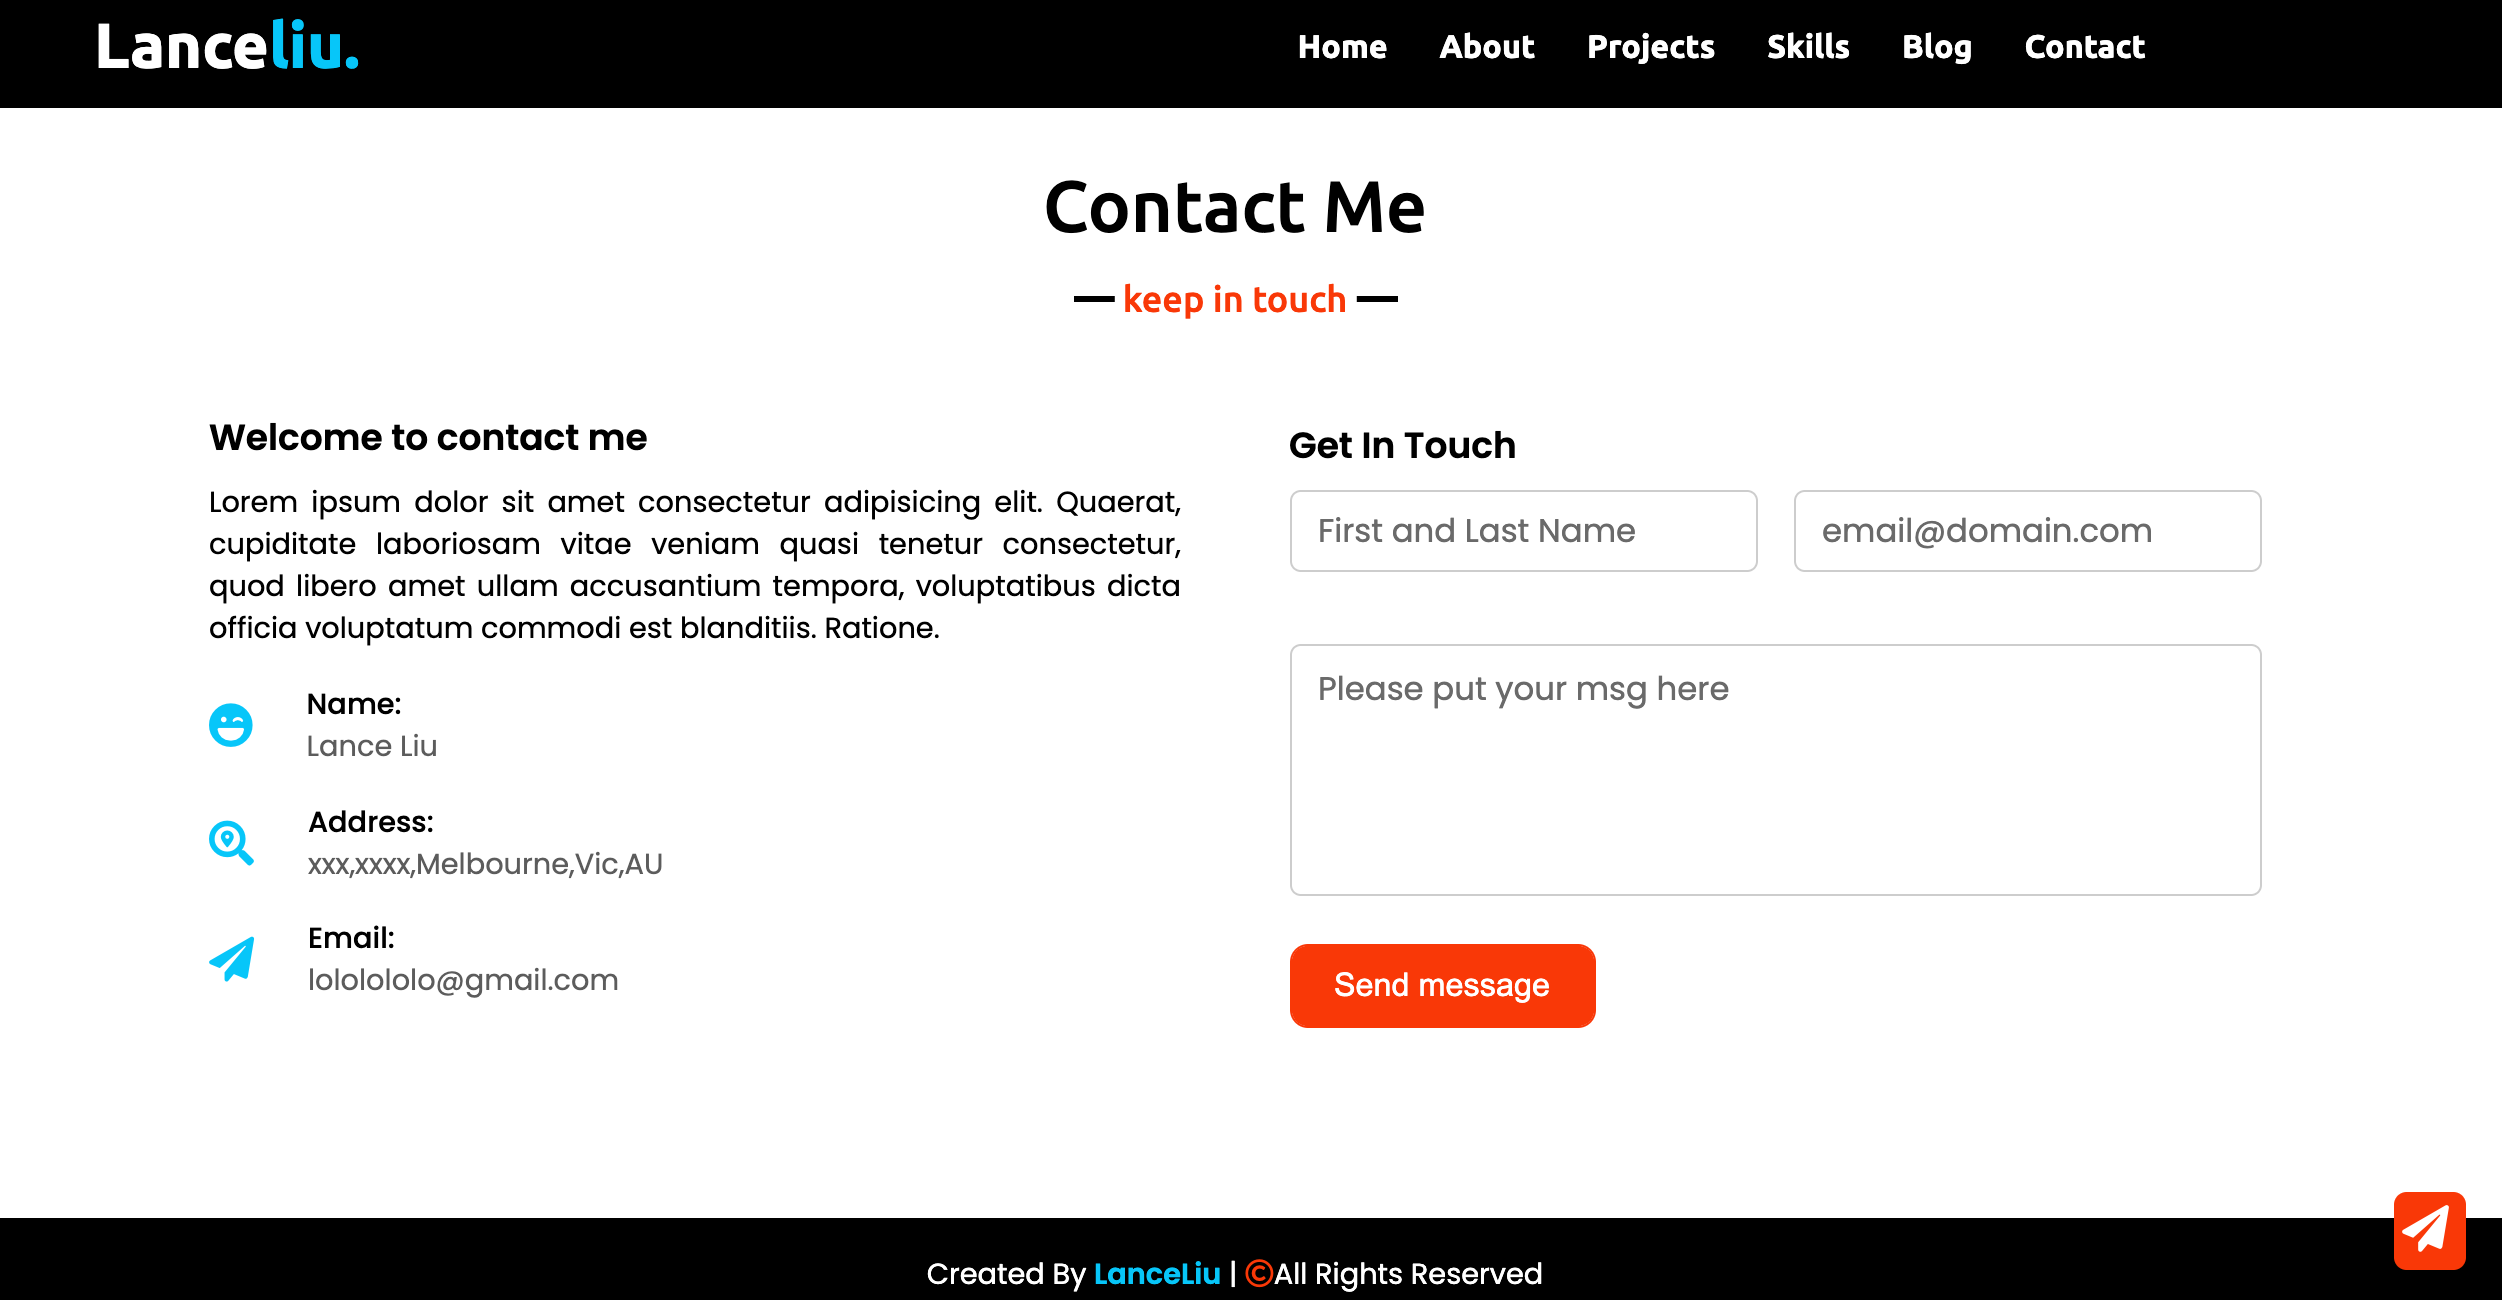 Lanceliu.
Home About Projects Skills Blog Contact
Contact Me
keep in touch
Welcome to contact me
Lorem ipsum dolor sit amet consectetur adipisicing elit. Quaerat,
cupiditate laboriosam vitae veniam quasi tenetur consectetur,
quod libero amet ullam accusantium tempora, voluptatibus dicta
officia voluptatum commodi est blanditiis. Ratione.
Name:
Lance Liu
Address:
xxx,xxxx,Melbourne,Vic,AU
Email:
lololololo@gmail.com
Get In Touch
First and Last Name
email@domain.com
Please put your msg here
Send message
Created By LanceLiu | ©All Rights Reserved